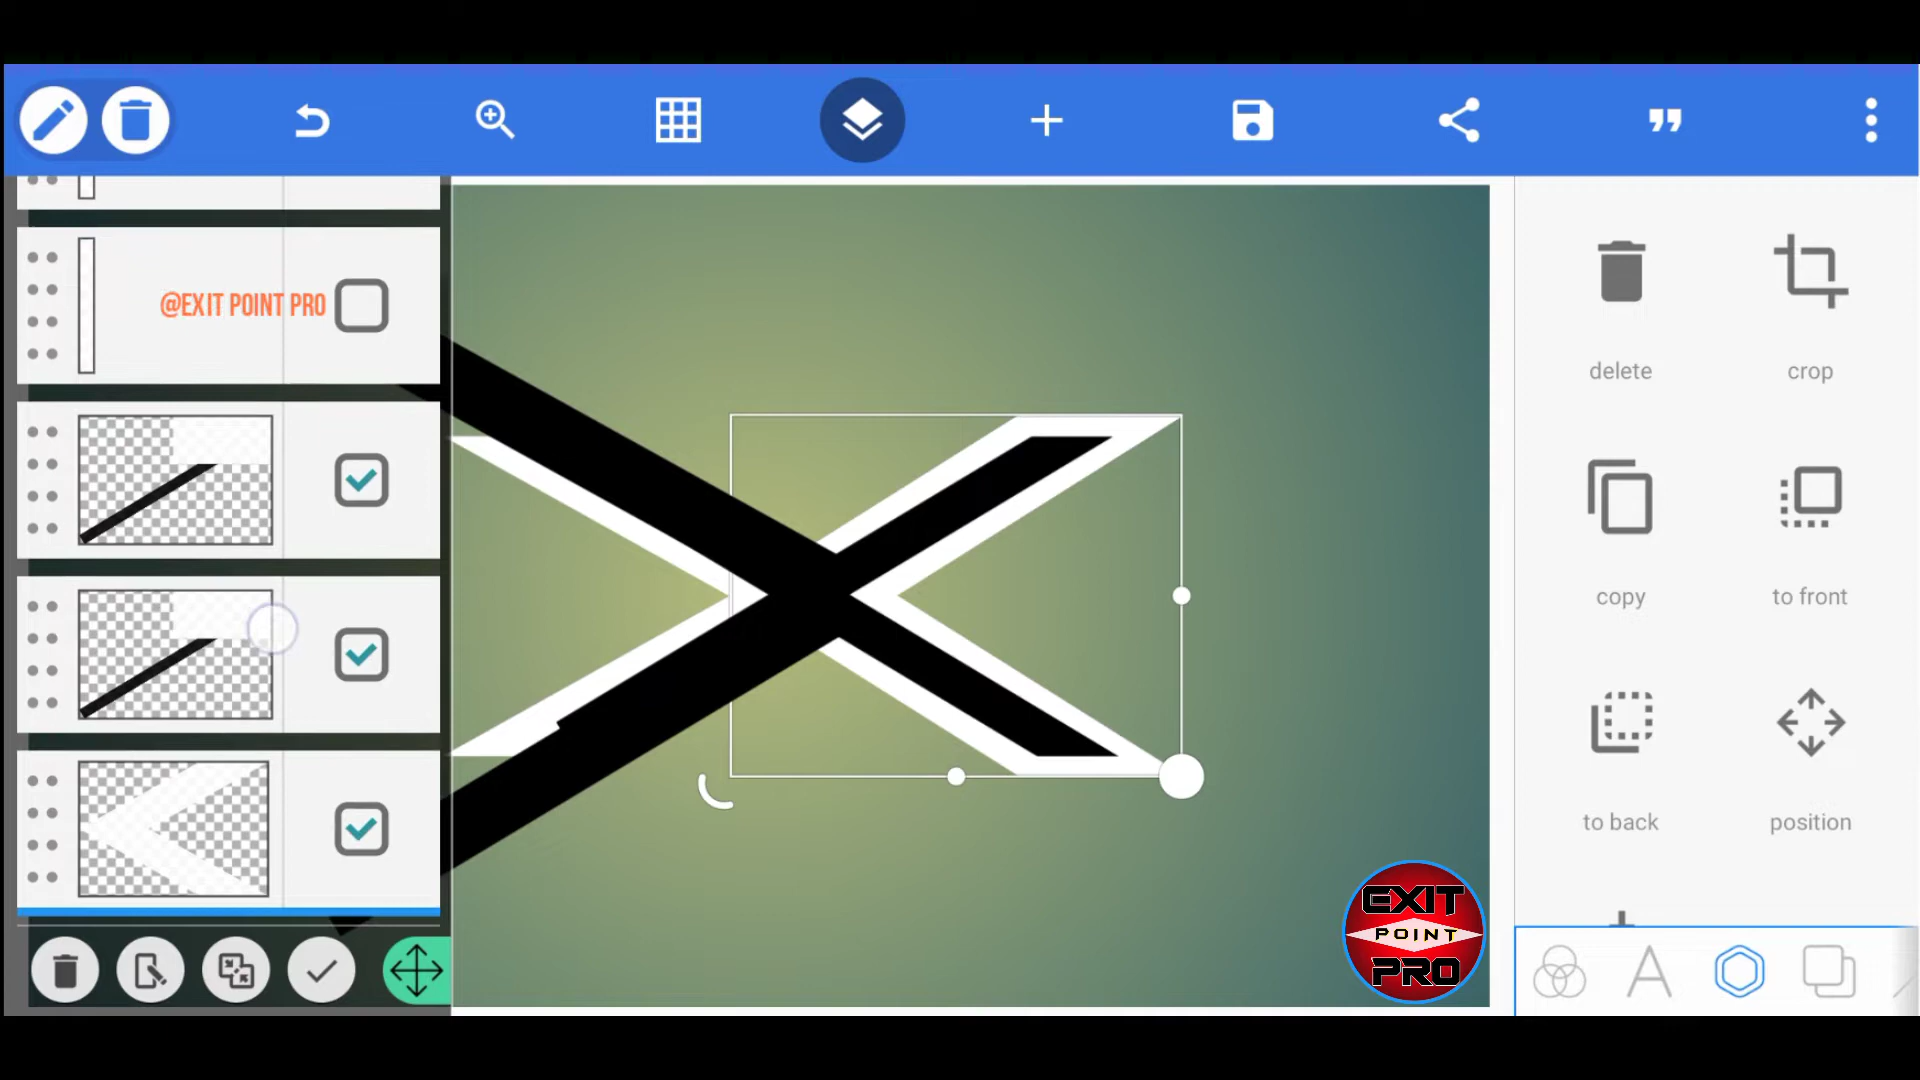 @EXIT POINT PRO
delete
crop
copy
to front
to back
position
EXIT
POINT
PRO
A